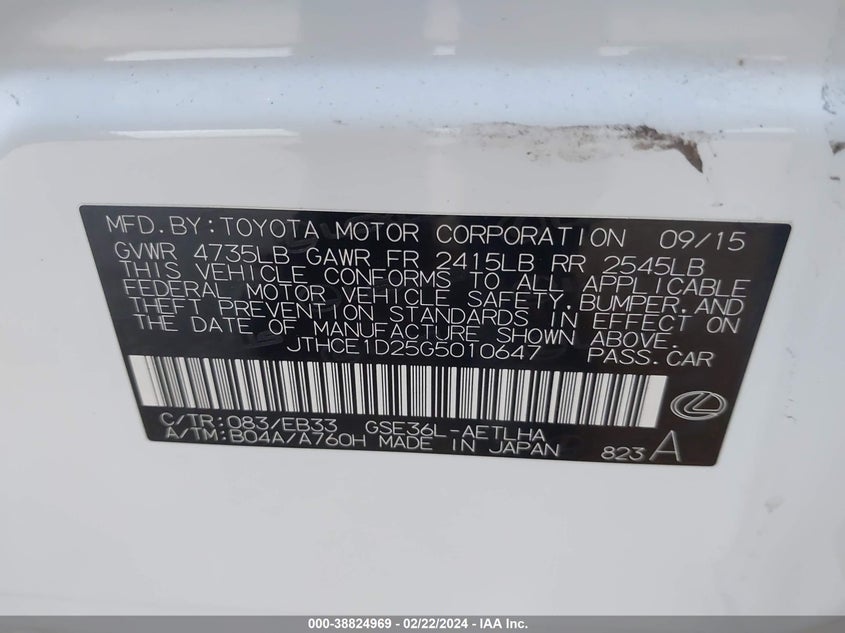 MFD.BY:TOYOTA MOTOR CORPORATION 09/15
GVWR 4735LB GAWR FR 2415LB RR 2545LB
THIS VEHICLE CONFORMS TO ALL APPLICABLE
FEDERAL MOTOR VEHICLE SAFETY,BUMPER,AND
THEFT PREVENTION STANDARDS IN EFFECT ON
THE DATE OF MANUFACTURE SHOWN ABOVE.
JTHCE1D25G5010647 PASS.CAR
C/TR:083/EB33 GSE36L-AETLHA
A/TM:B04A/A760H MADE IN JAPAN 823A
000-38824969 - 02/22/2024 - IAA Inc.